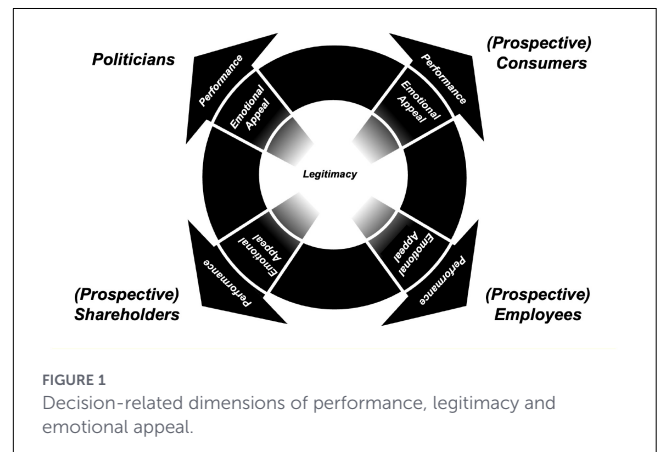 Politicians
(Prospective)
Consumers
Performance
Emotional
Appeal
Performance
Emotional
Appeal
Legitimacy
Emotional
Appeal
Performance
Emotional
Appeal
Performance
(Prospective)
Shareholders
(Prospective)
Employees
FIGURE 1
Decision-related dimensions of performance, legitimacy and
emotional appeal.